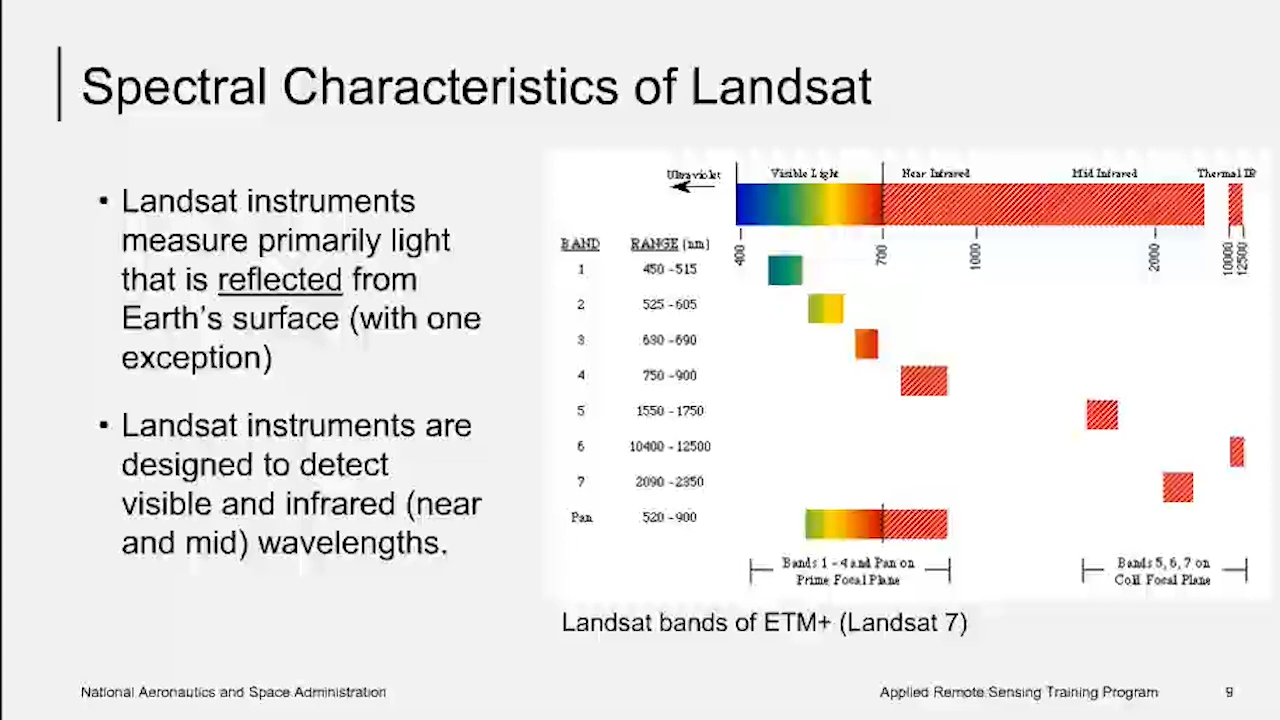 Spectral Characteristics of Landsat
▪ Landsat instruments
measure primarily light
that is reflected from
Earth's surface (with one
exception)
▪ Landsat instruments are
designed to detect
visible and infrared (near
and mid) wavelengths.
Ultraviolet Visible Light Near Infrared Mid Infrared Thermal IR
400 700 1000 2000 10000 12500
BAND RANGE (nm)
1 450 -515
2 525 -605
3 630 -690
4 750 -900
5 1550 -1750
6 10400 -12500
7 2090 -2350
Pan 520 -900
Bands 1 - 4 and Pan on
Prime Focal Plane
Bands 5, 6, 7 on
Cold Focal Plane
Landsat bands of ETM+ (Landsat 7)
National Aeronautics and Space Administration Applied Remote Sensing Training Program 9